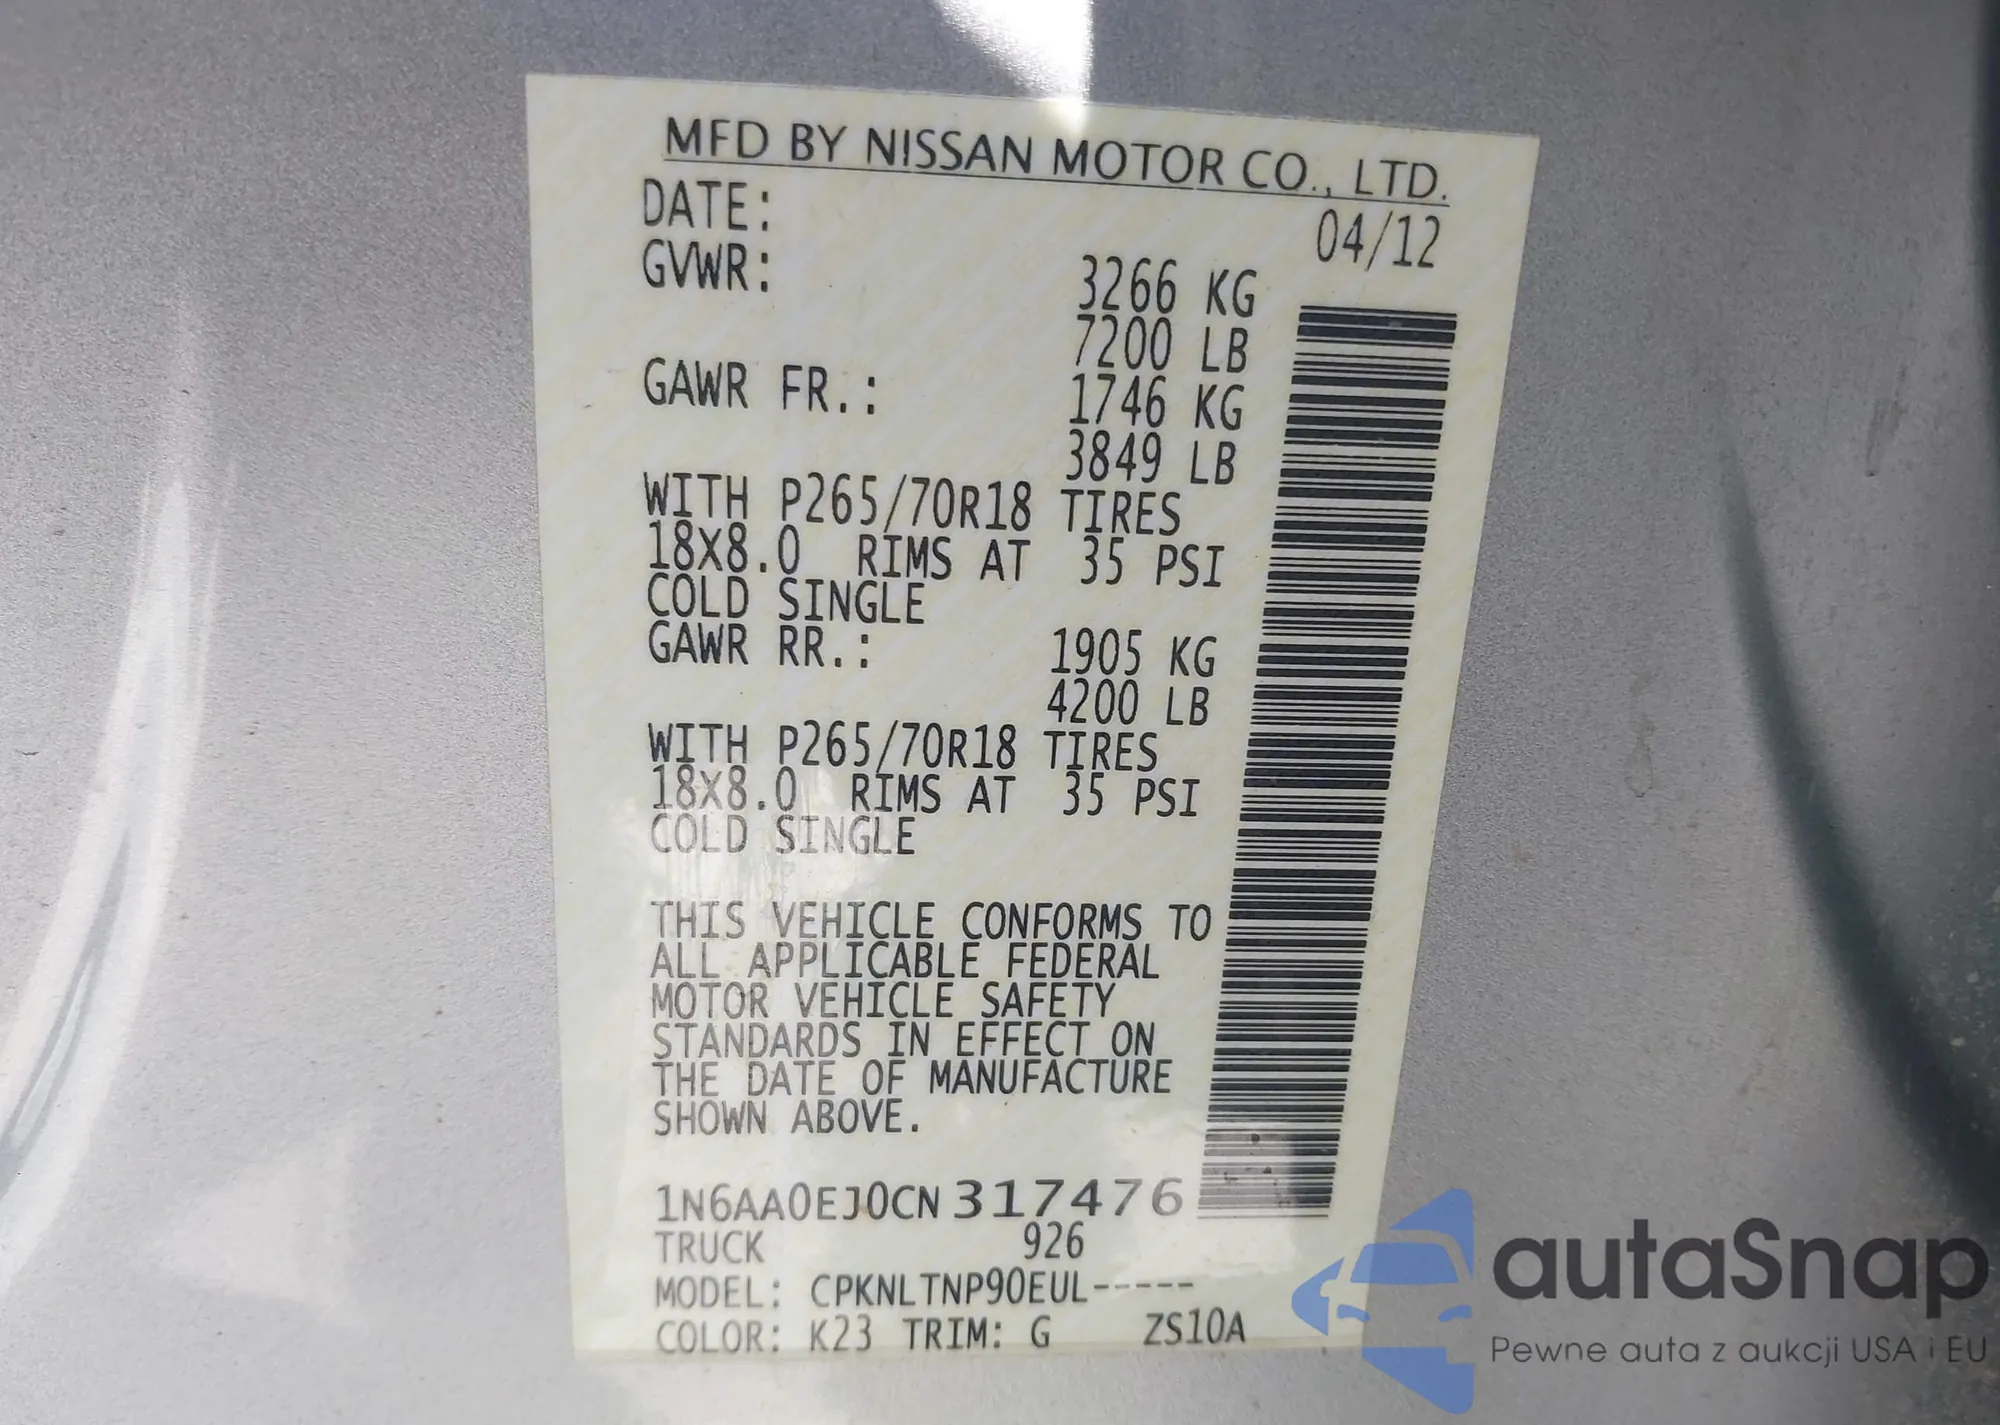 MFD BY NISSAN MOTOR CO., LTD.
DATE: 04/12
GVWR: 3266 KG
7200 LB
GAWR FR.: 1746 KG
3849 LB
WITH P265/70R18 TIRES
18X8.0 RIMS AT 35 PSI
COLD SINGLE
GAWR RR.: 1905 KG
4200 LB
WITH P265/70R18 TIRES
18X8.0 RIMS AT 35 PSI
COLD SINGLE
THIS VEHICLE CONFORMS TO
ALL APPLICABLE FEDERAL
MOTOR VEHICLE SAFETY
STANDARDS IN EFFECT ON
THE DATE OF MANUFACTURE
SHOWN ABOVE.
1N6AA0EJ0CN317476
TRUCK 926
MODEL: CPKNLTNP90EUL-----
COLOR: K23 TRIM: G ZS10A
autaSnap
Pewne auta z aukcji USA i EU